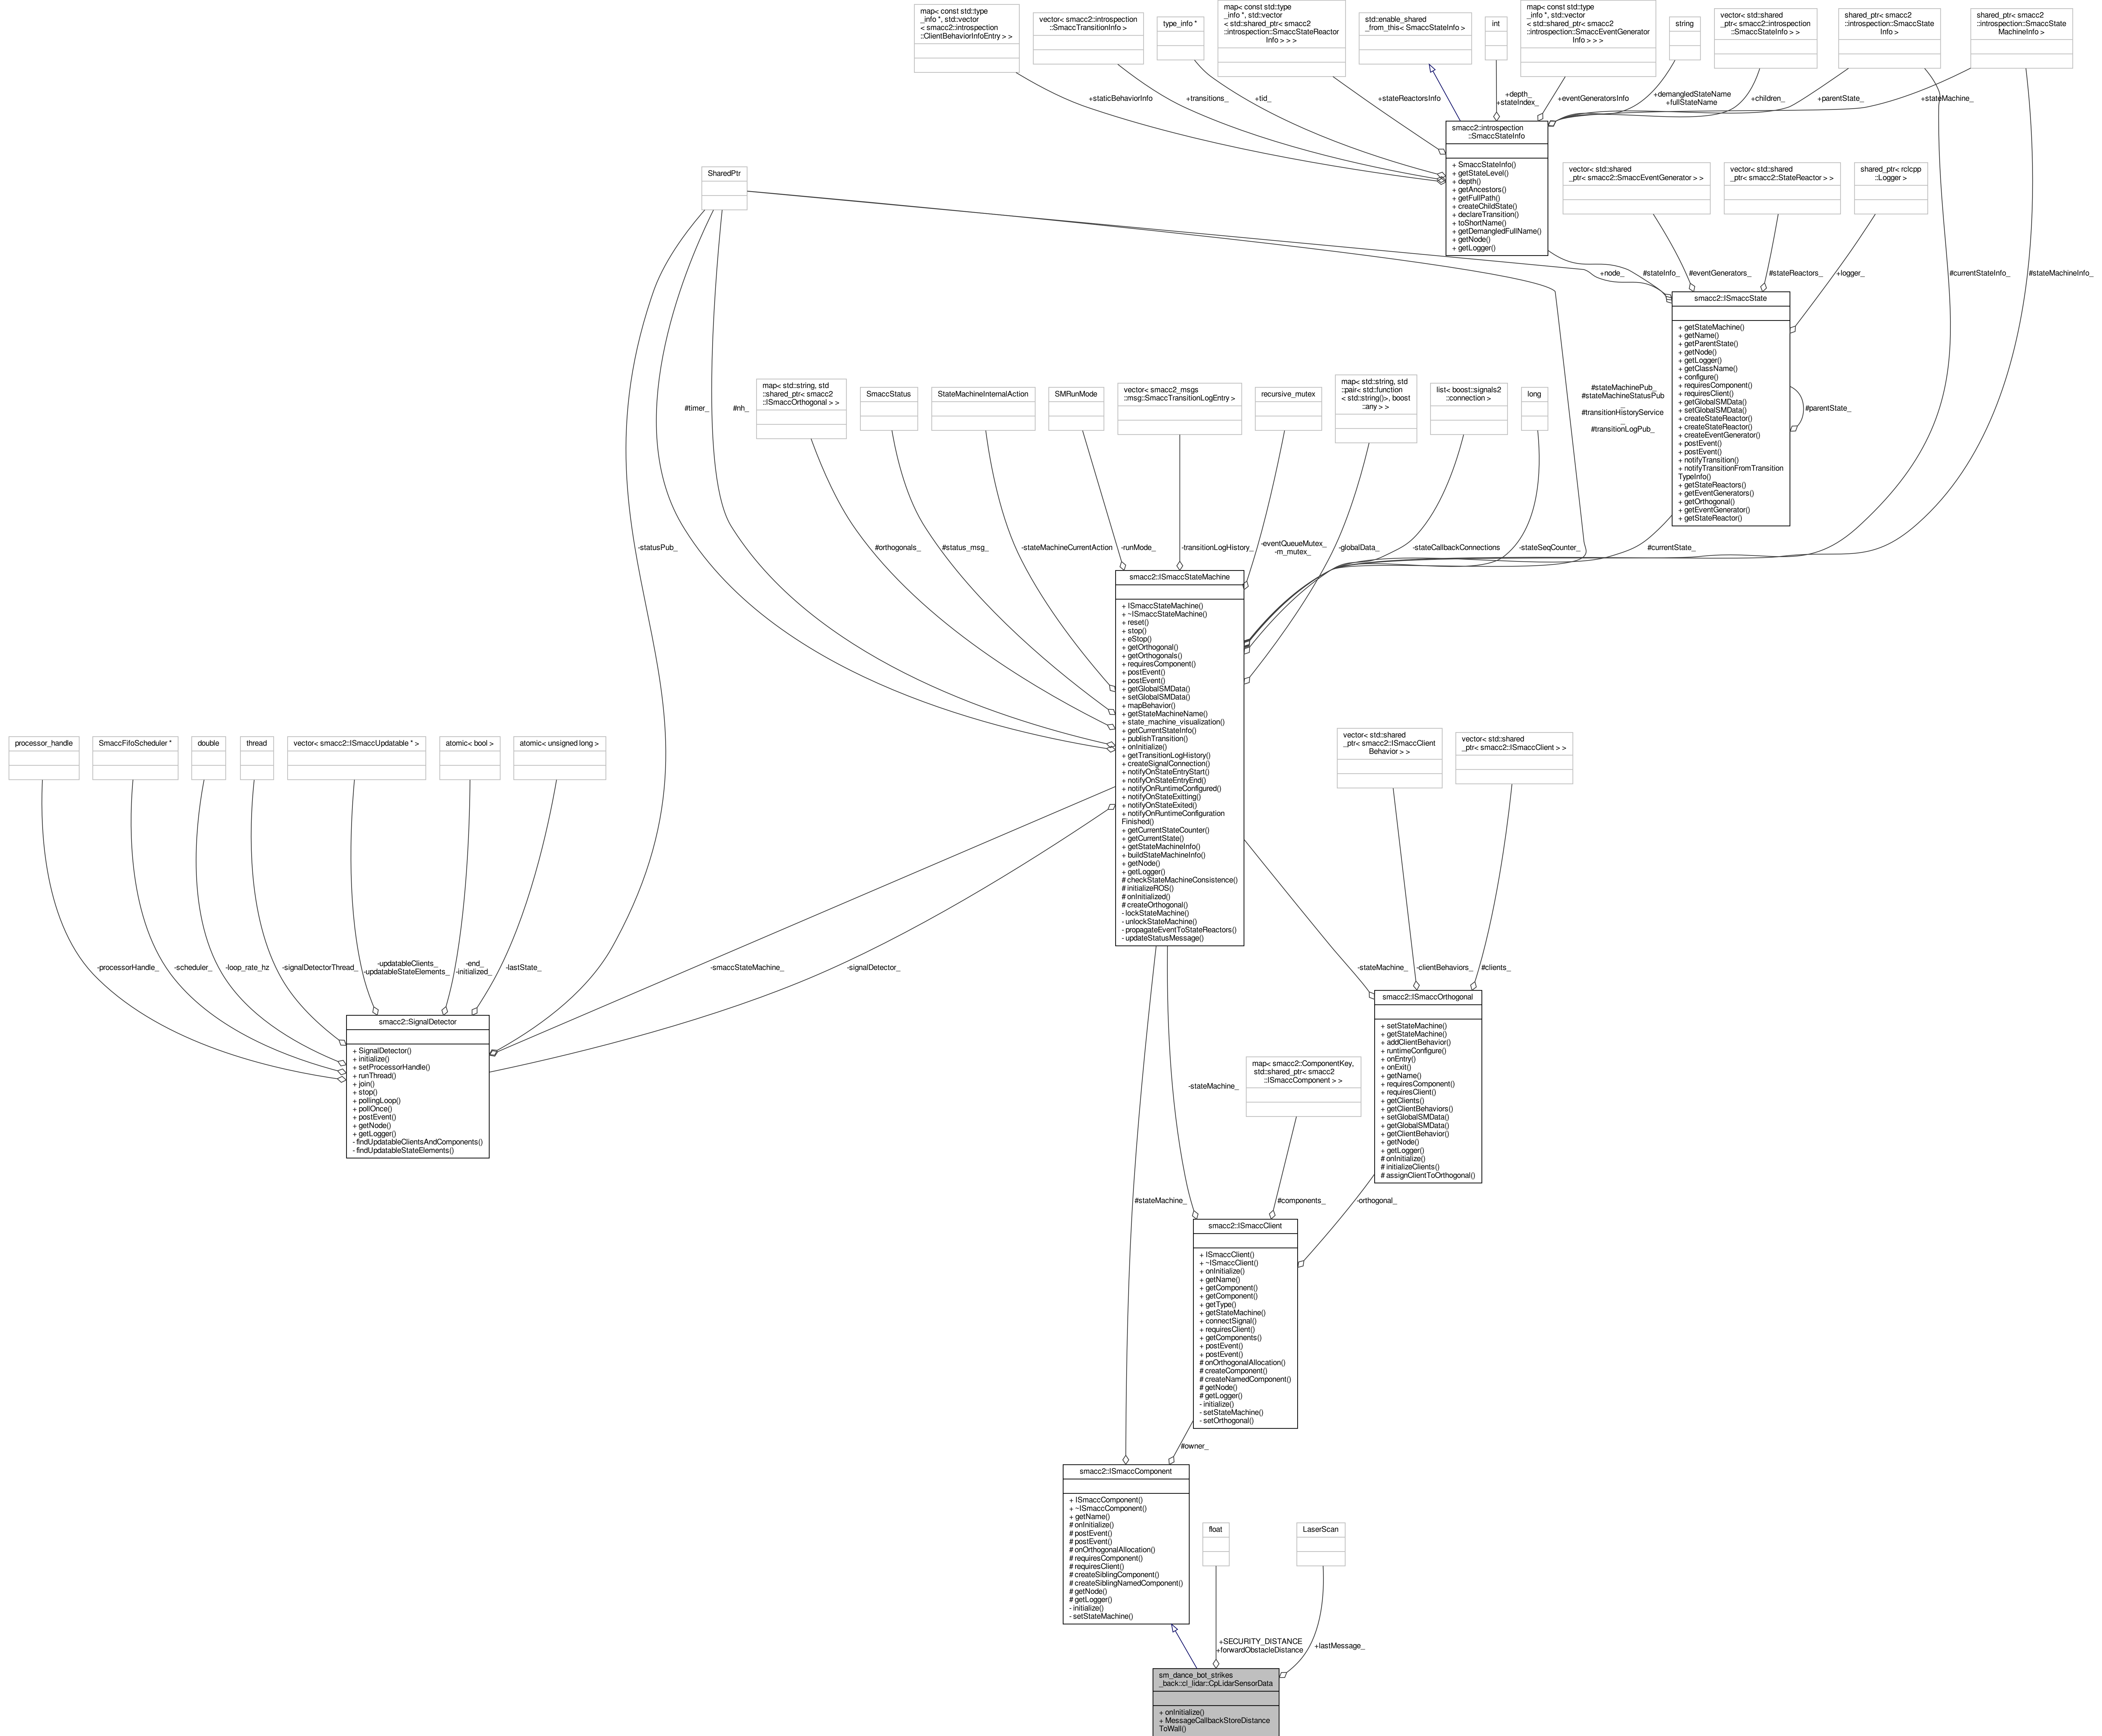 map< const std::type
_info *, std::vector
< smacc2::introspection
::ClientBehaviorInfoEntry > >
vector< smacc2::introspection
::SmaccTransitionInfo >
type_info *
map< const std::type
_info *, std::vector
< std::shared_ptr< smacc2
::introspection::SmaccStateReactor
Info > > >
std::enable_shared
_from_this< SmaccStateInfo >
int
map< const std::type
_info *, std::vector
< std::shared_ptr< smacc2
::introspection::SmaccEventGenerator
Info > > >
string
vector< std::shared
_ptr< smacc2::introspection
::SmaccStateInfo > >
shared_ptr< smacc2
::introspection::SmaccState
Info >
shared_ptr< smacc2
::introspection::SmaccState
MachineInfo >
+staticBehaviorInfo
+transitions_
+tid_
+stateReactorsInfo
+depth_
+stateIndex_
+eventGeneratorsInfo
+demangledStateName
+fullStateName
+children_
+parentState_
+stateMachine_
smacc2::introspection
::SmaccStateInfo
+ SmaccStateInfo()
+ getStateLevel()
+ depth()
+ getAncestors()
+ getFullPath()
+ createChildState()
+ declareTransition()
+ toShortName()
+ getDemangledFullName()
+ getNode()
+ getLogger()
SharedPtr
vector< std::shared
_ptr< smacc2::SmaccEventGenerator > >
vector< std::shared
_ptr< smacc2::StateReactor > >
shared_ptr< rclcpp
::Logger >
+node_
#stateInfo_
#eventGenerators_
#stateReactors_
+logger_
#currentStateInfo_
#stateMachineInfo_
smacc2::ISmaccState
+ getStateMachine()
+ getName()
+ getParentState()
+ getNode()
+ getLogger()
+ getClassName()
+ configure()
+ requiresComponent()
+ requiresClient()
+ getGlobalSMData()
+ setGlobalSMData()
+ createStateReactor()
+ createStateReactor()
+ createEventGenerator()
+ postEvent()
+ postEvent()
+ notifyTransition()
+ notifyTransitionFromTransition
TypeInfo()
+ getStateReactors()
+ getEventGenerators()
+ getOrthogonal()
+ getEventGenerator()
+ getStateReactor()
#parentState_
#stateMachinePub_
#stateMachineStatusPub
_
#transitionHistoryService
_
#transitionLogPub_
#timer_
#nh_
map< std::string, std
::shared_ptr< smacc2
::ISmaccOrthogonal > >
SmaccStatus
StateMachineInternalAction
SMRunMode
vector< smacc2_msgs
::msg::SmaccTransitionLogEntry >
recursive_mutex
map< std::string, std
::pair< std::function
< std::string()>, boost
::any > >
list< boost::signals2
::connection >
long
-statusPub_
#orthogonals_
#status_msg_
-stateMachineCurrentAction
-runMode_
-transitionLogHistory_
-eventQueueMutex_
-m_mutex_
-globalData_
-stateCallbackConnections
-stateSeqCounter_
#currentState_
smacc2::ISmaccStateMachine
+ ISmaccStateMachine()
+ ~ISmaccStateMachine()
+ reset()
+ stop()
+ eStop()
+ getOrthogonal()
+ getOrthogonals()
+ requiresComponent()
+ postEvent()
+ postEvent()
+ getGlobalSMData()
+ setGlobalSMData()
+ mapBehavior()
+ getStateMachineName()
+ state_machine_visualization()
+ getCurrentStateInfo()
+ publishTransition()
+ onInitialize()
+ getTransitionLogHistory()
+ createSignalConnection()
+ notifyOnStateEntryStart()
+ notifyOnStateEntryEnd()
+ notifyOnRuntimeConfigured()
+ notifyOnStateExitting()
+ notifyOnStateExited()
+ notifyOnRuntimeConfiguration
Finished()
+ getCurrentStateCounter()
+ getCurrentState()
+ getStateMachineInfo()
+ buildStateMachineInfo()
+ getNode()
+ getLogger()
# checkStateMachineConsistence()
# initializeROS()
# onInitialized()
# createOrthogonal()
- lockStateMachine()
- unlockStateMachine()
- propagateEventToStateReactors()
- updateStatusMessage()
processor_handle
SmaccFifoScheduler *
double
thread
vector< smacc2::ISmaccUpdatable * >
atomic< bool >
atomic< unsigned long >
vector< std::shared
_ptr< smacc2::ISmaccClient
Behavior > >
vector< std::shared
_ptr< smacc2::ISmaccClient > >
-processorHandle_
-scheduler_
-loop_rate_hz
-signalDetectorThread_
-updatableClients_
-updatableStateElements_
-end_
-initialized_
-lastState_
-smaccStateMachine_
-signalDetector_
-stateMachine_
-clientBehaviors_
#clients_
smacc2::SignalDetector
+ SignalDetector()
+ initialize()
+ setProcessorHandle()
+ runThread()
+ join()
+ stop()
+ pollingLoop()
+ pollOnce()
+ postEvent()
+ getNode()
+ getLogger()
- findUpdatableClientsAndComponents()
- findUpdatableStateElements()
smacc2::ISmaccOrthogonal
+ setStateMachine()
+ getStateMachine()
+ addClientBehavior()
+ runtimeConfigure()
+ onEntry()
+ onExit()
+ getName()
+ requiresComponent()
+ requiresClient()
+ getClients()
+ getClientBehaviors()
+ setGlobalSMData()
+ getGlobalSMData()
+ getClientBehavior()
+ getNode()
+ getLogger()
# onInitialize()
# initializeClients()
# assignClientToOrthogonal()
map< smacc2::ComponentKey,
std::shared_ptr< smacc2
::ISmaccComponent > >
-stateMachine_
#stateMachine_
#components_
-orthogonal_
smacc2::ISmaccClient
+ ISmaccClient()
+ ~ISmaccClient()
+ onInitialize()
+ getName()
+ getComponent()
+ getComponent()
+ getType()
+ getStateMachine()
+ connectSignal()
+ requiresClient()
+ getComponents()
+ postEvent()
+ postEvent()
# onOrthogonalAllocation()
# createComponent()
# createNamedComponent()
# getNode()
# getLogger()
- initialize()
- setStateMachine()
- setOrthogonal()
#owner_
smacc2::ISmaccComponent
+ ISmaccComponent()
+ ~ISmaccComponent()
+ getName()
# onInitialize()
# postEvent()
# postEvent()
# onOrthogonalAllocation()
# requiresComponent()
# requiresClient()
# createSiblingComponent()
# createSiblingNamedComponent()
# getNode()
# getLogger()
- initialize()
- setStateMachine()
float
LaserScan
+SECURITY_DISTANCE
+forwardObstacleDistance
+lastMessage_
sm_dance_bot_strikes
_back::cl_lidar::CpLidarSensorData
+ onInitialize()
+ MessageCallbackStoreDistance
ToWall()